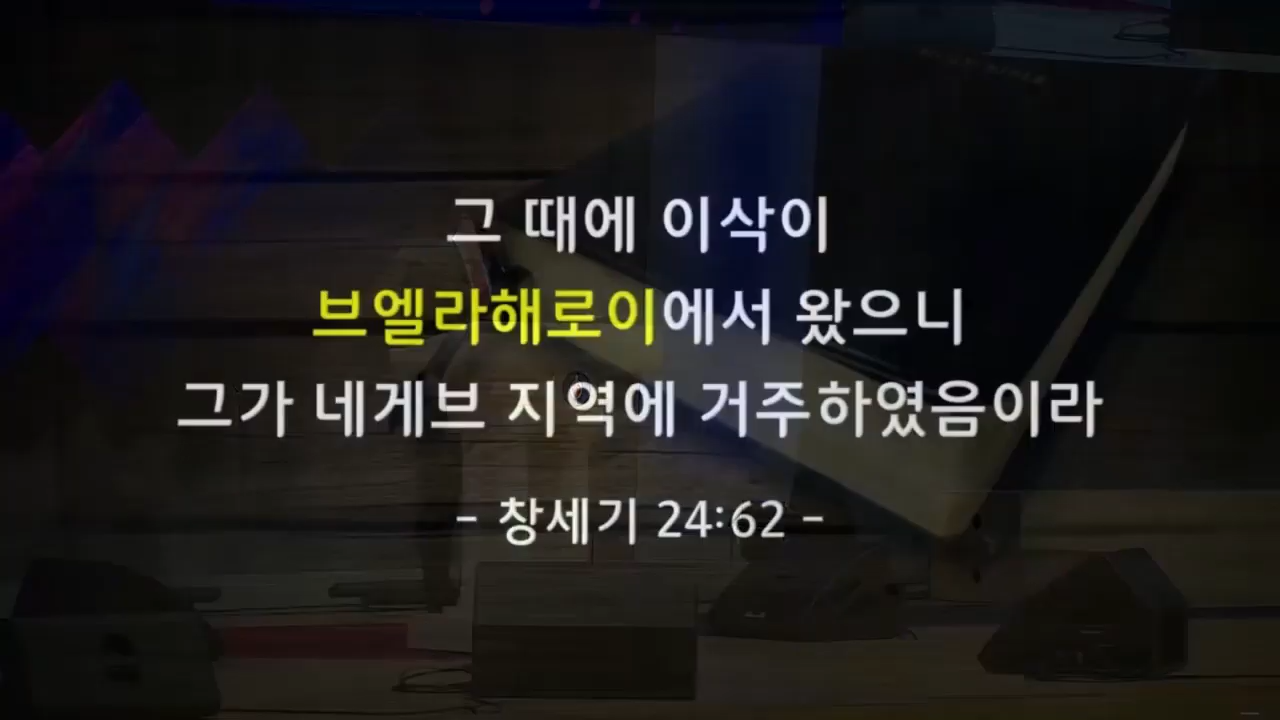 그 때에 이삭이
브엘라해로이에서 왔으니
그가 네게브 지역에 거주하였음이라
- 창세기 24:62 -